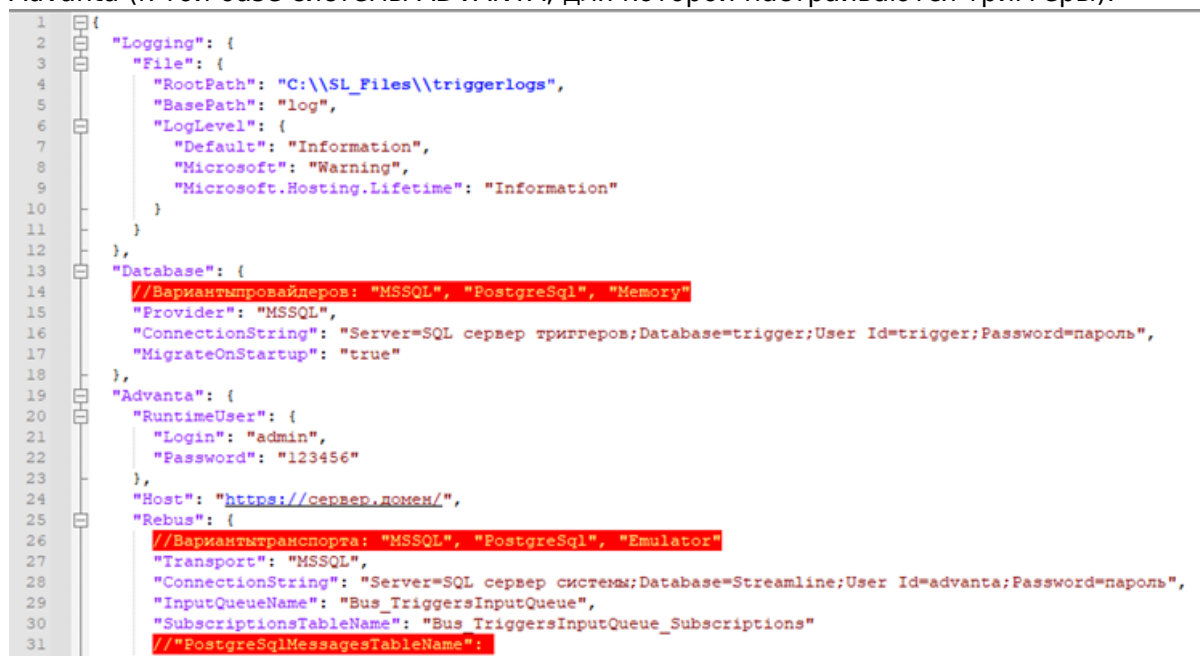 1 {
2 "Logging": {
3 "File": {
4 "RootPath": "C:\\SL_Files\\triggerlogs",
5 "BasePath": "log",
6 "LogLevel": {
7 "Default": "Information",
8 "Microsoft": "Warning",
9 "Microsoft.Hosting.Lifetime": "Information"
10 }
11 }
12 },
13 "Database": {
14 //Вариантыпровайдеров: "MSSQL", "PostgreSql", "Memory"
15 "Provider": "MSSQL",
16 "ConnectionString": "Server=SQL сервер триггеров;Database=trigger;User Id=trigger;Password=пароль",
17 "MigrateOnStartup": "true"
18 },
19 "Advanta": {
20 "RuntimeUser": {
21 "Login": "admin",
22 "Password": "123456"
23 },
24 "Host": "https://сервер.домен/",
25 "Rebus": {
26 //Вариантытранспорта: "MSSQL", "PostgreSql", "Emulator"
27 "Transport": "MSSQL",
28 "ConnectionString": "Server=SQL сервер системы;Database=Streamline;User Id=advanta;Password=пароль",
29 "InputQueueName": "Bus_TriggersInputQueue",
30 "SubscriptionsTableName": "Bus_TriggersInputQueue_Subscriptions"
31 //"PostgreSqlMessagesTableName":